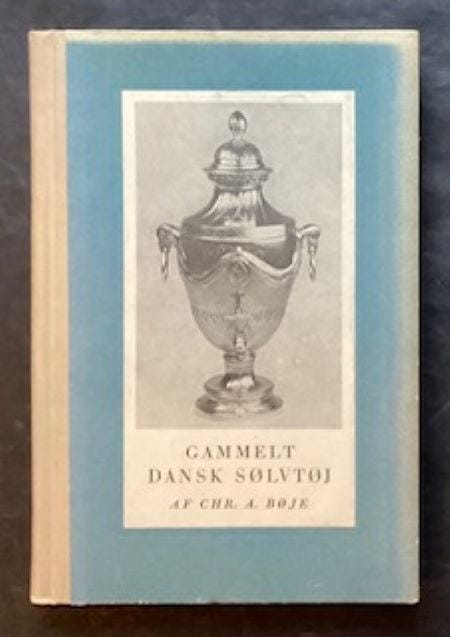 GAMMELT
DANSK SØLVTØJ
AF CHR. A. BØJE